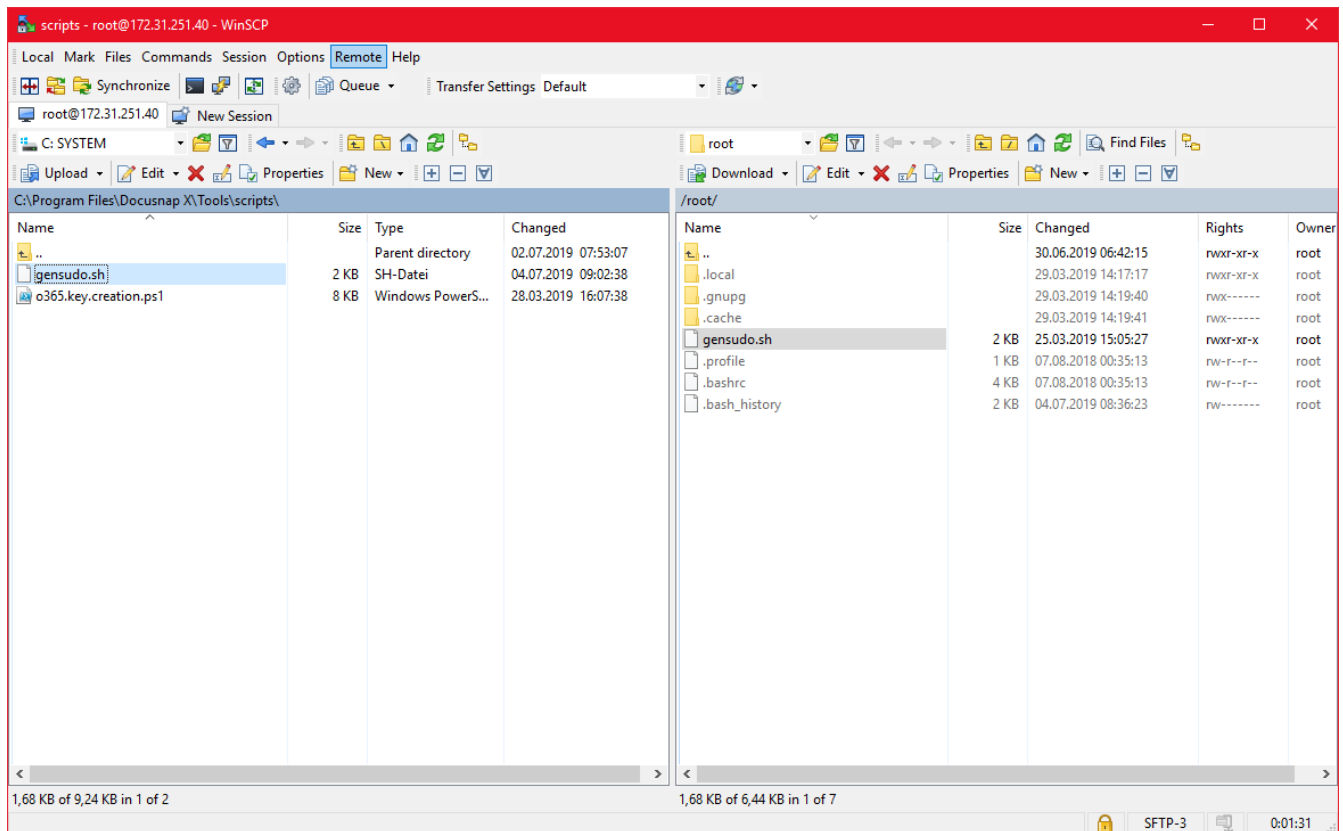 scripts - root@172.31.251.40 - WinSCP
Local Mark Files Commands Session Options Remote Help
Synchronize Queue Transfer Settings Default
root@172.31.251.40 New Session
C: SYSTEM root Find Files
Upload Edit Properties New Download Edit Properties New
C:\Program Files\Docusnap X\Tools\scripts\ /root/
Name Size Type Changed Name Size Changed Rights Owner
.. Parent directory 02.07.2019 07:53:07 .. 30.06.2019 06:42:15 rwxr-xr-x root
gensudo.sh 2 KB SH-Datei 04.07.2019 09:02:38 .local 29.03.2019 14:17:17 rwxr-xr-x root
o365.key.creation.ps1 8 KB Windows PowerS... 28.03.2019 16:07:38 .gnupg 29.03.2019 14:19:40 rwx------ root
.cache 29.03.2019 14:19:41 rwx------ root
gensudo.sh 2 KB 25.03.2019 15:05:27 rwxr-xr-x root
.profile 1 KB 07.08.2018 00:35:13 rw-r--r-- root
.bashrc 4 KB 07.08.2018 00:35:13 rw-r--r-- root
.bash_history 2 KB 04.07.2019 08:36:23 rw------- root
1,68 KB of 9,24 KB in 1 of 2 1,68 KB of 6,44 KB in 1 of 7
SFTP-3 0:01:31